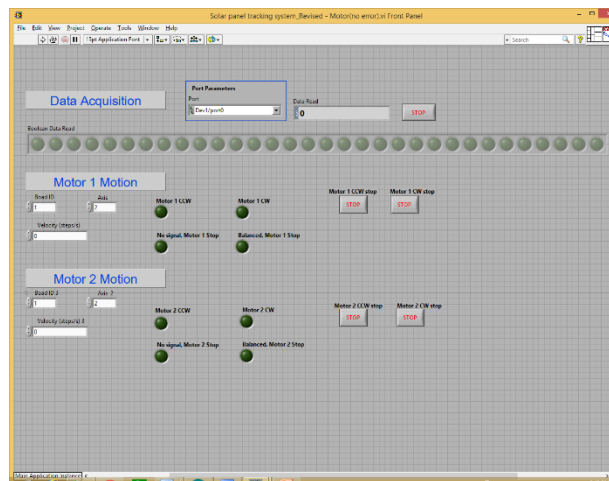 Solar panel tracking system_Revised - Motor(no error).vi Front Panel
File Edit View Project Operate Tools Window Help
15pt Application Font
Search
Data Acquisition
Port Parameters
Port
Dev1/port0
Data Read
0
STOP
Boolean Data Read
Motor 1 Motion
Boad ID
Axis
1
2
Velocity (steps/s)
0
Motor 1 CCW
Motor 1 CW
Motor 1 CCW stop
Motor 1 CW stop
STOP
STOP
No signal, Motor 1 Stop
Balanced, Motor 1 Stop
Motor 2 Motion
Boad ID 2
Axis 2
1
2
Velocity (steps/s) 2
0
Motor 2 CCW
Motor 2 CW
Motor 2 CCW stop
Motor 2 CW stop
STOP
STOP
No signal, Motor 2 Stop
Balanced, Motor 2 Stop
Main Application Instance